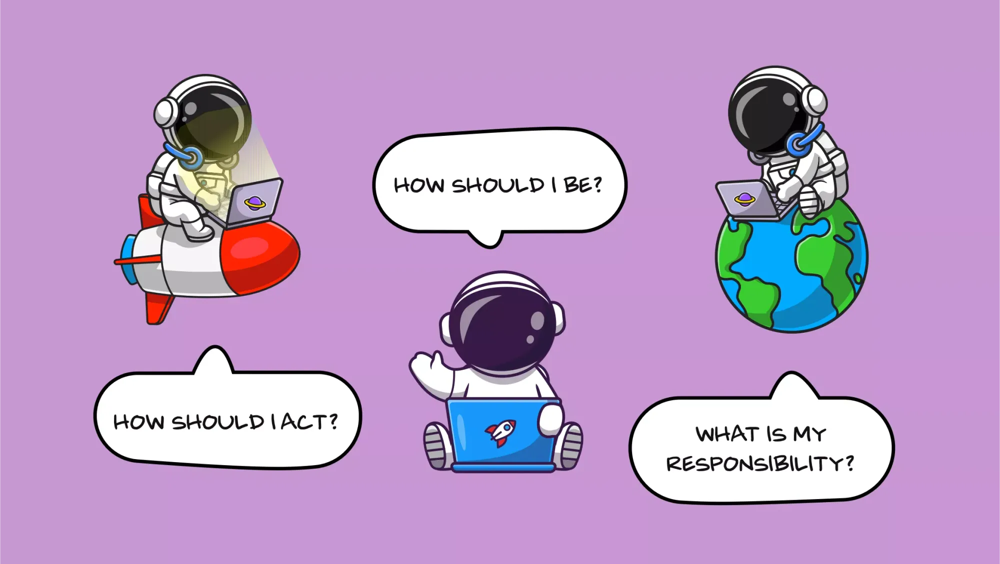 HOW SHOULD I BE?
HOW SHOULD I ACT?
WHAT IS MY
RESPONSIBILITY?